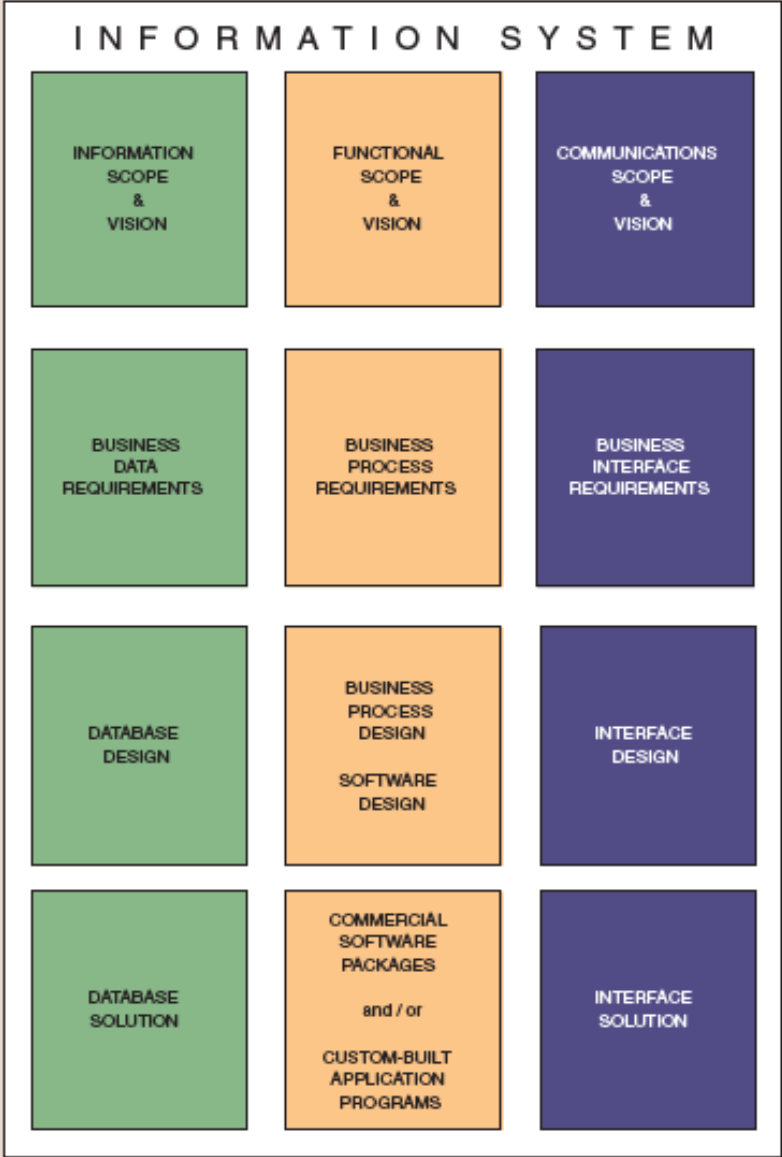 INFORMATION SYSTEM
INFORMATION
SCOPE
&
VISION
FUNCTIONAL
SCOPE
&
VISION
COMMUNICATIONS
SCOPE
&
VISION
BUSINESS
DATA
REQUIREMENTS
BUSINESS
PROCESS
REQUIREMENTS
BUSINESS
INTERFACE
REQUIREMENTS
DATABASE
DESIGN
BUSINESS
PROCESS
DESIGN
SOFTWARE
DESIGN
INTERFACE
DESIGN
DATABASE
SOLUTION
COMMERCIAL
SOFTWARE
PACKAGES
and / or
CUSTOM-BUILT
APPLICATION
PROGRAMS
INTERFACE
SOLUTION